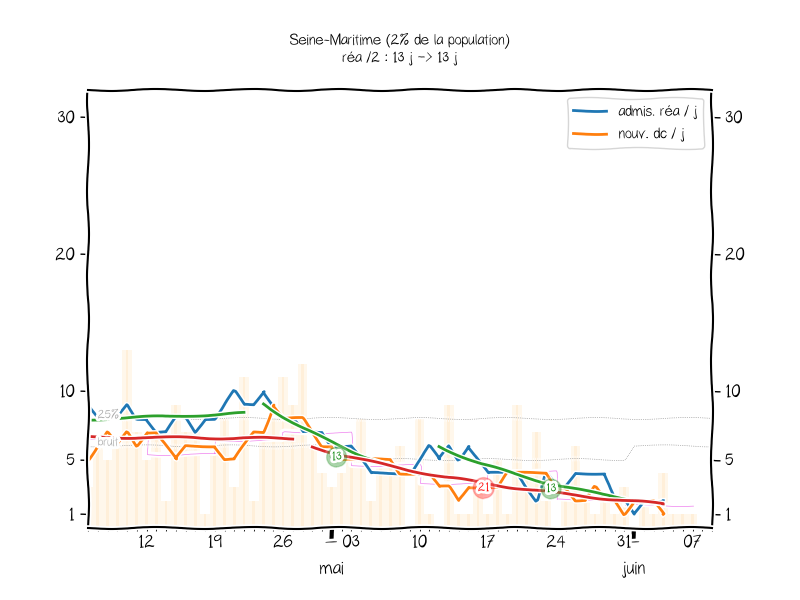 Seine-Maritime (2% de la population)
réa /2 : 13 j -> 13 j
admis. réa / j
nouv. dc / j
30 30
20 20
10 10
25%
bruit
5 5
13
21
13
1 1
12 19 26 03 10 17 24 31 07
mai juin